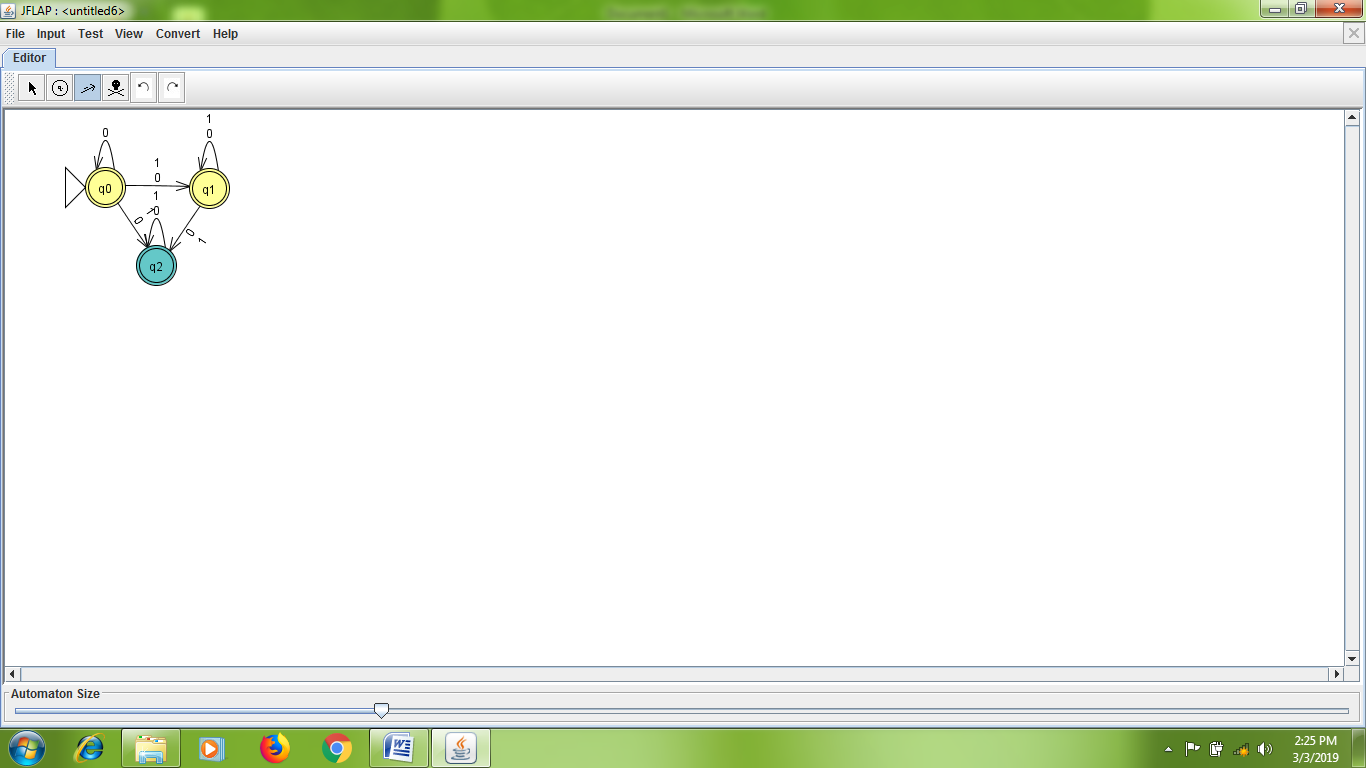 JFLAP : <untitled6>
File Input Test View Convert Help
Editor
0
1
0
1
0
q0
q1
1
0
0
1
0
1
q2
Automaton Size
2:25 PM
3/3/2019